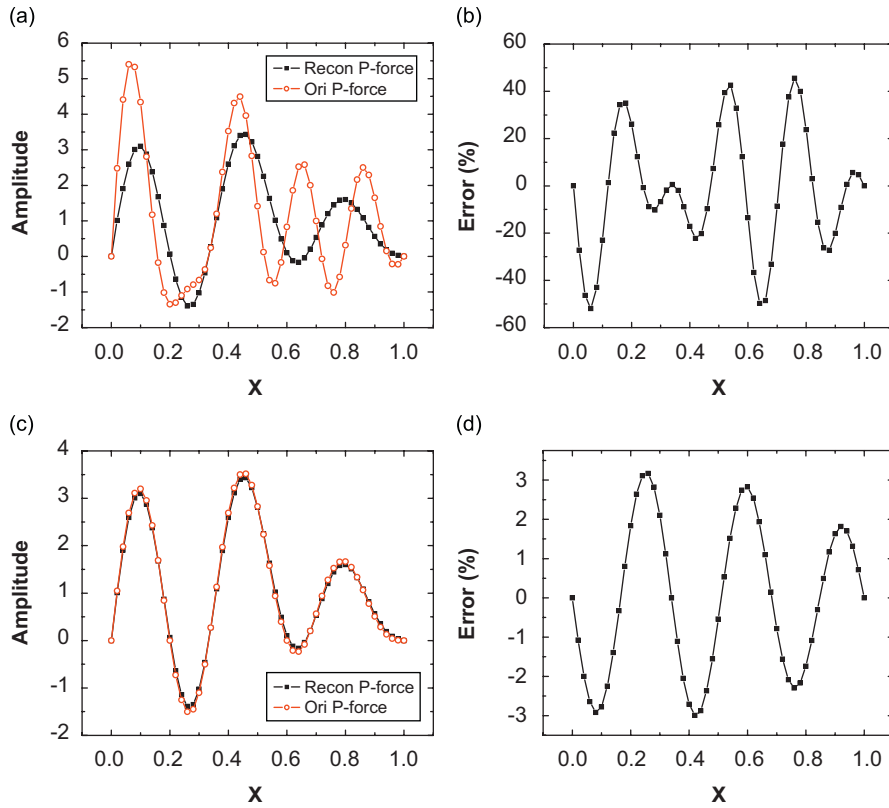 (a)
6
5
4
3
2
1
0
-1
-2
Amplitude
Recon P-force
Ori P-force
0.0 0.2 0.4 0.6 0.8 1.0
X
(b)
60
40
20
0
-20
-40
-60
Error (%)
0.0 0.2 0.4 0.6 0.8 1.0
X
(c)
4
3
2
1
0
-1
-2
Amplitude
Recon P-force
Ori P-force
0.0 0.2 0.4 0.6 0.8 1.0
X
(d)
3
2
1
0
-1
-2
-3
Error (%)
0.0 0.2 0.4 0.6 0.8 1.0
X